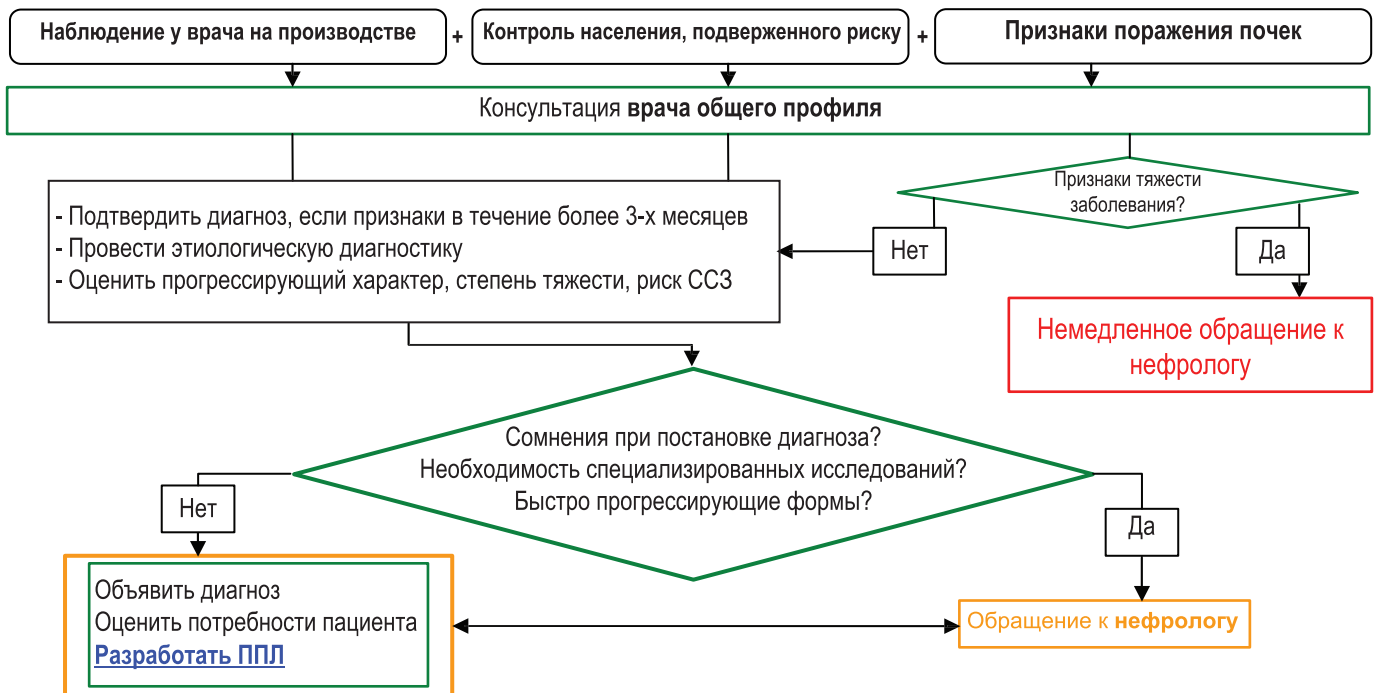 Наблюдение у врача на производстве + Контроль населения, подверженного риску + Признаки поражения почек
Консультация врача общего профиля
Признаки тяжести
заболевания?
- Подтвердить диагноз, если признаки в течение более 3-х месяцев
- Провести этиологическую диагностику
- Оценить прогрессирующий характер, степень тяжести, риск ССЗ
Нет
Да
Немедленное обращение к
нефрологу
Сомнения при постановке диагноза?
Необходимость специализированных исследований?
Быстро прогрессирующие формы?
Нет
Да
Объявить диагноз
Оценить потребности пациента
Разработать ППЛ
Обращение к нефрологу